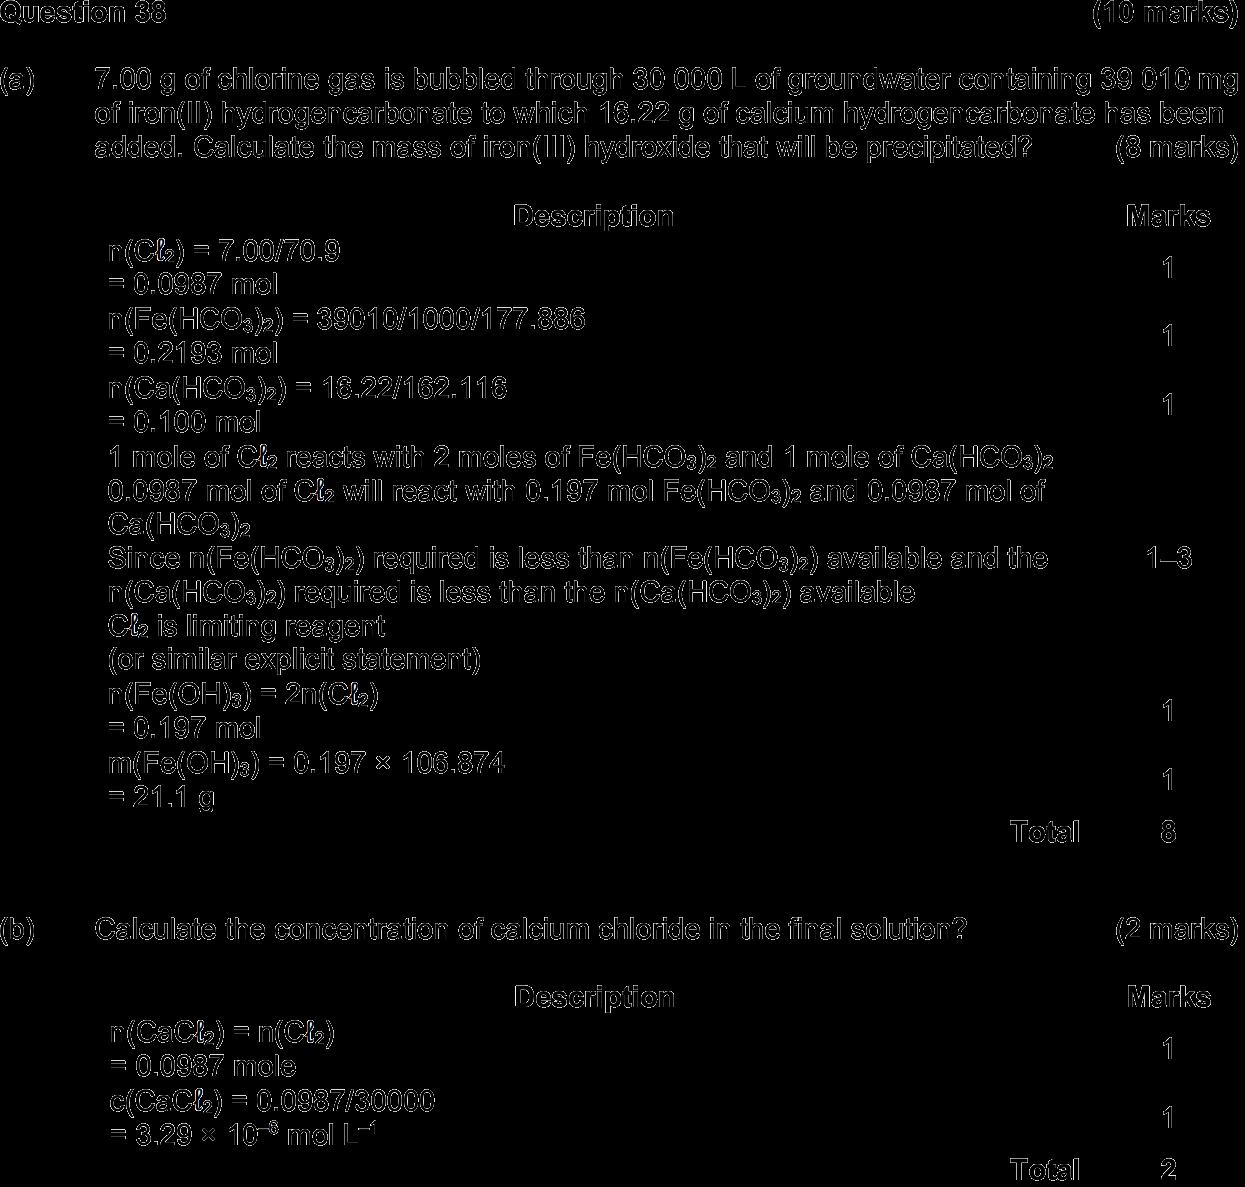 Question 38 (10 marks)
(a) 7.00 g of chlorine gas is bubbled through 30 000 L of groundwater containing 39 010 mg
of iron(II) hydrogencarbonate to which 16.22 g of calcium hydrogencarbonate has been
added. Calculate the mass of iron(III) hydroxide that will be precipitated? (8 marks)
Description Marks
n(Cℓ₂) = 7.00/70.9
= 0.0987 mol 1
n(Fe(HCO₃)₂) = 39010/1000/177.886
= 0.2193 mol 1
n(Ca(HCO₃)₂) = 16.22/162.116
= 0.100 mol 1
1 mole of Cℓ₂ reacts with 2 moles of Fe(HCO₃)₂ and 1 mole of Ca(HCO₃)₂
0.0987 mol of Cℓ₂ will react with 0.197 mol Fe(HCO₃)₂ and 0.0987 mol of
Ca(HCO₃)₂
Since n(Fe(HCO₃)₂) required is less than n(Fe(HCO₃)₂) available and the 1–3
n(Ca(HCO₃)₂) required is less than the n(Ca(HCO₃)₂) available
Cℓ₂ is limiting reagent
(or similar explicit statement)
n(Fe(OH)₃) = 2n(Cℓ₂)
= 0.197 mol 1
m(Fe(OH)₃) = 0.197 × 106.874
= 21.1 g 1
Total 8
(b) Calculate the concentration of calcium chloride in the final solution? (2 marks)
Description Marks
n(CaCℓ₂) = n(Cℓ₂)
= 0.0987 mole 1
c(CaCℓ₂) = 0.0987/30000
= 3.29 × 10⁻⁶ mol L⁻¹ 1
Total 2